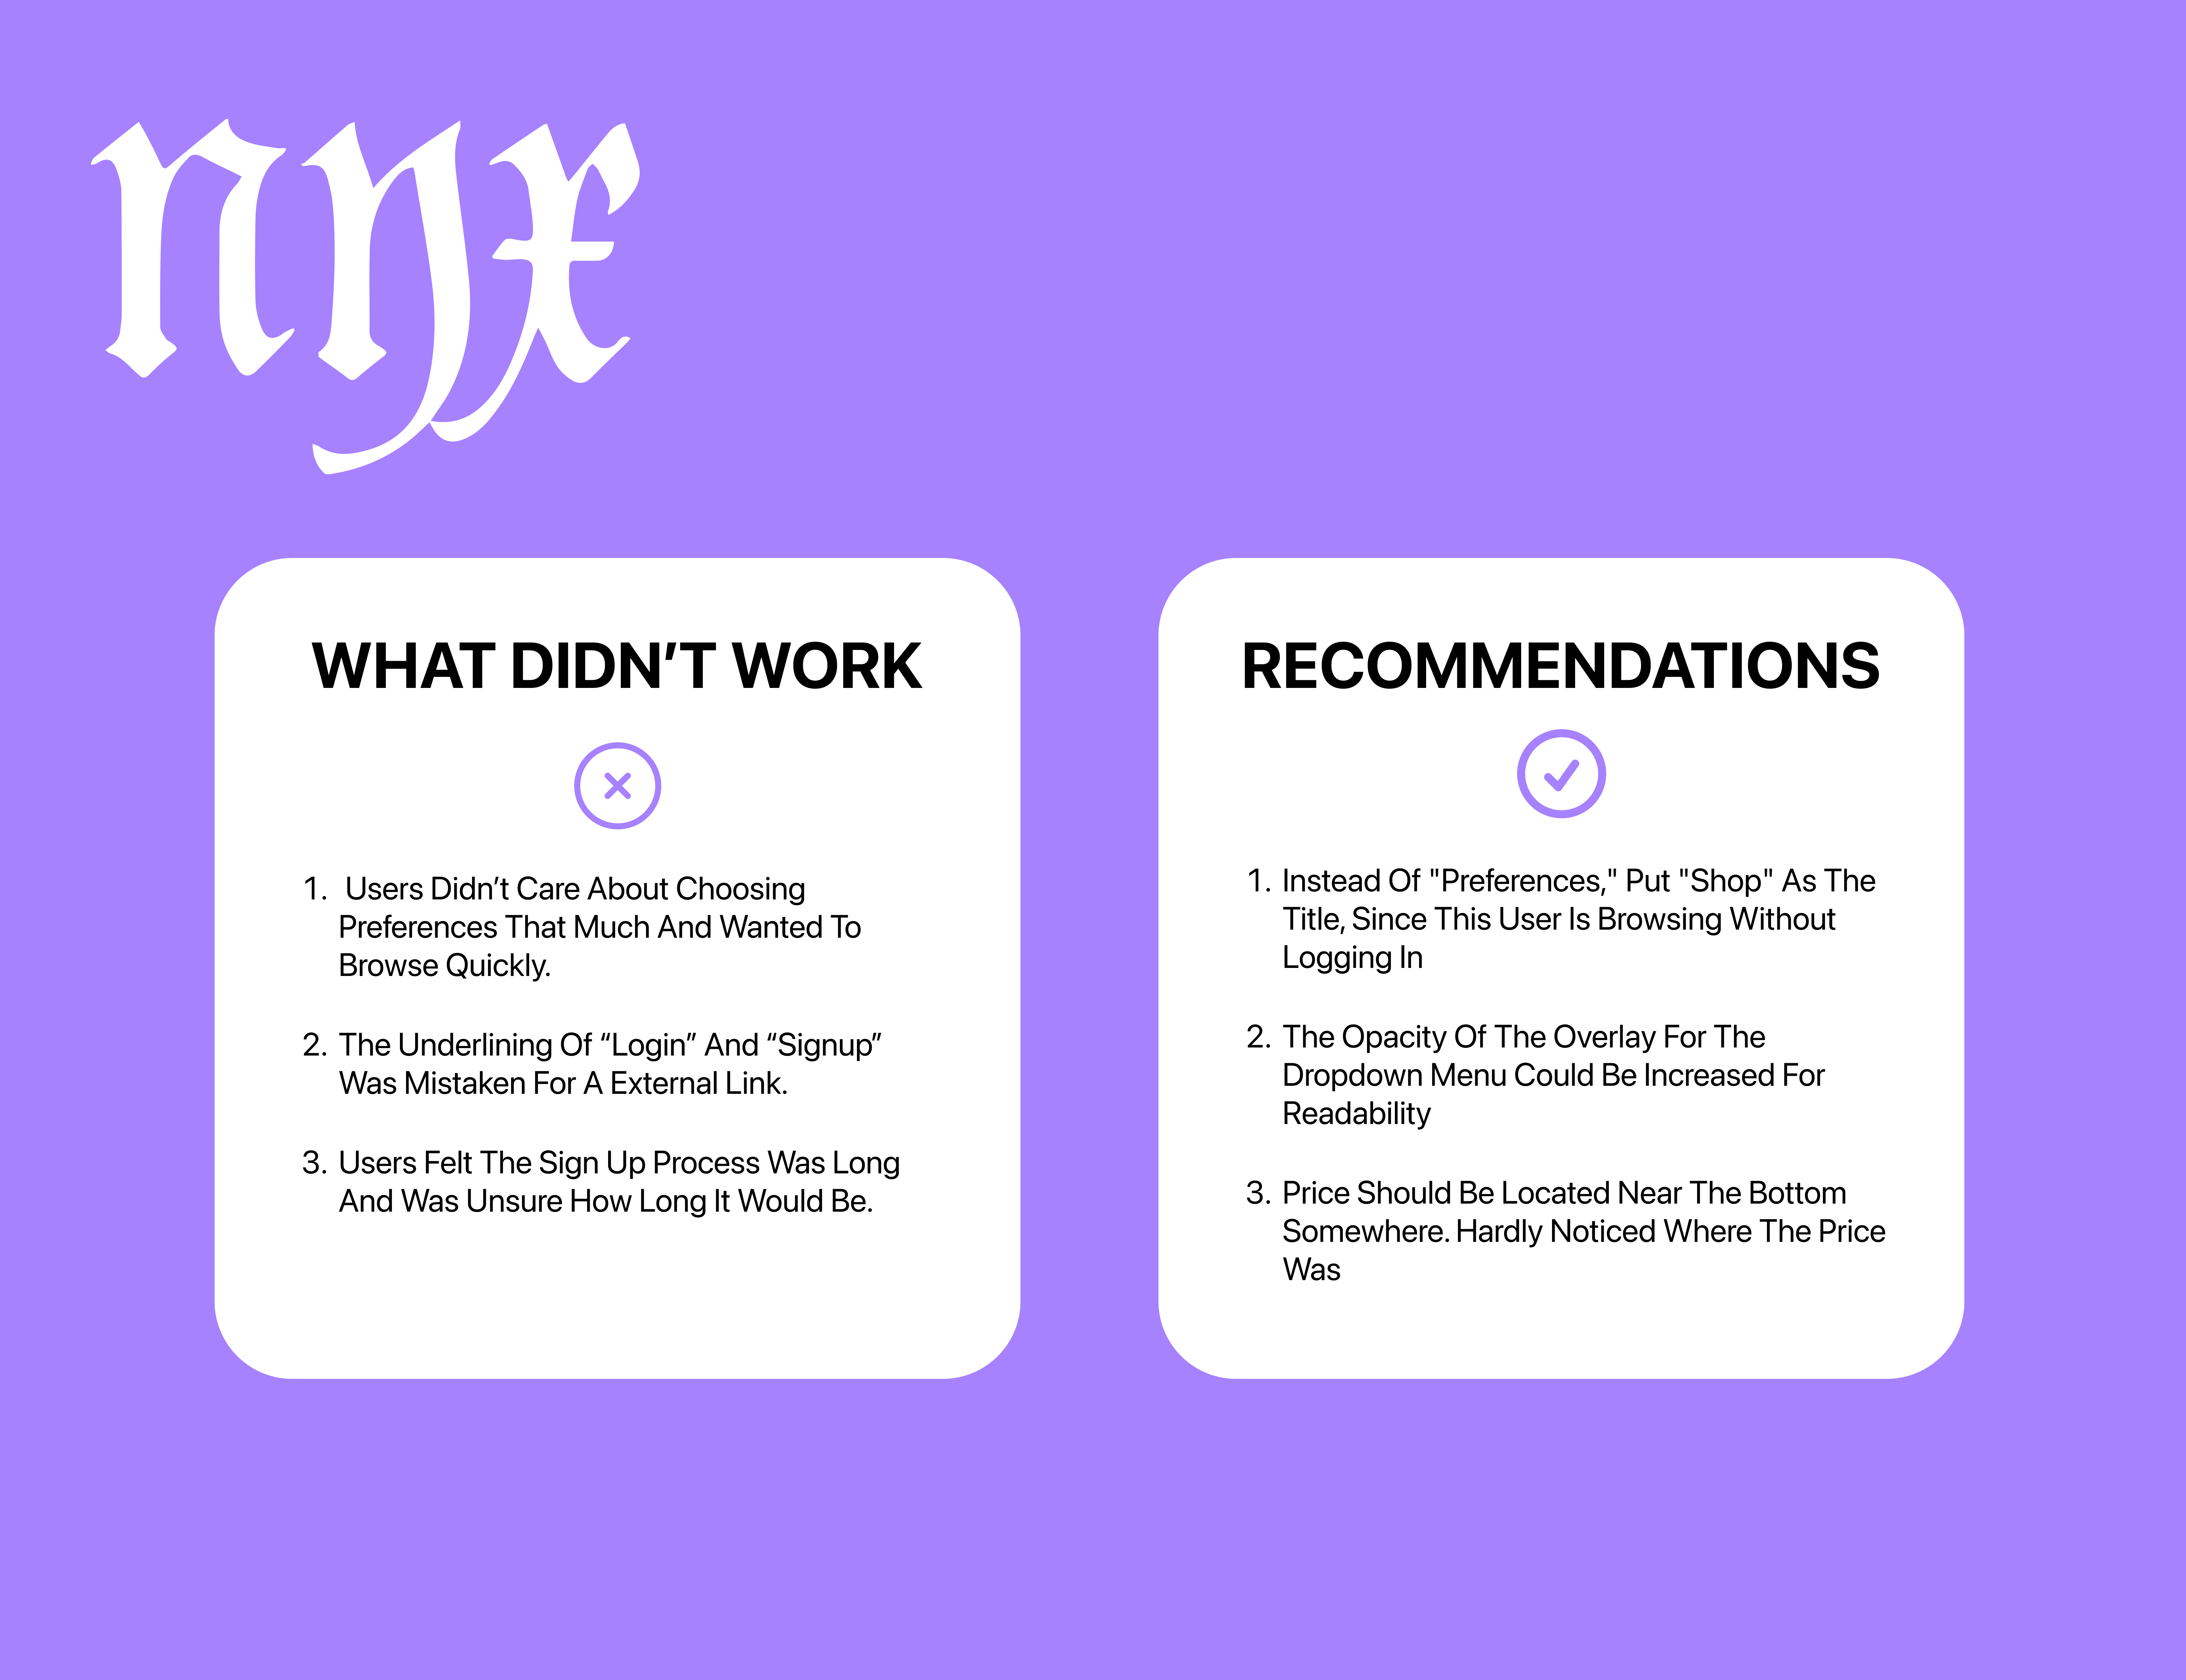 nyx
WHAT DIDN’T WORK
1. Users Didn’t Care About Choosing
Preferences That Much And Wanted To
Browse Quickly.
2. The Underlining Of “Login” And “Signup”
Was Mistaken For A External Link.
3. Users Felt The Sign Up Process Was Long
And Was Unsure How Long It Would Be.
RECOMMENDATIONS
1. Instead Of "Preferences," Put "Shop" As The
Title, Since This User Is Browsing Without
Logging In
2. The Opacity Of The Overlay For The
Dropdown Menu Could Be Increased For
Readability
3. Price Should Be Located Near The Bottom
Somewhere. Hardly Noticed Where The Price
Was